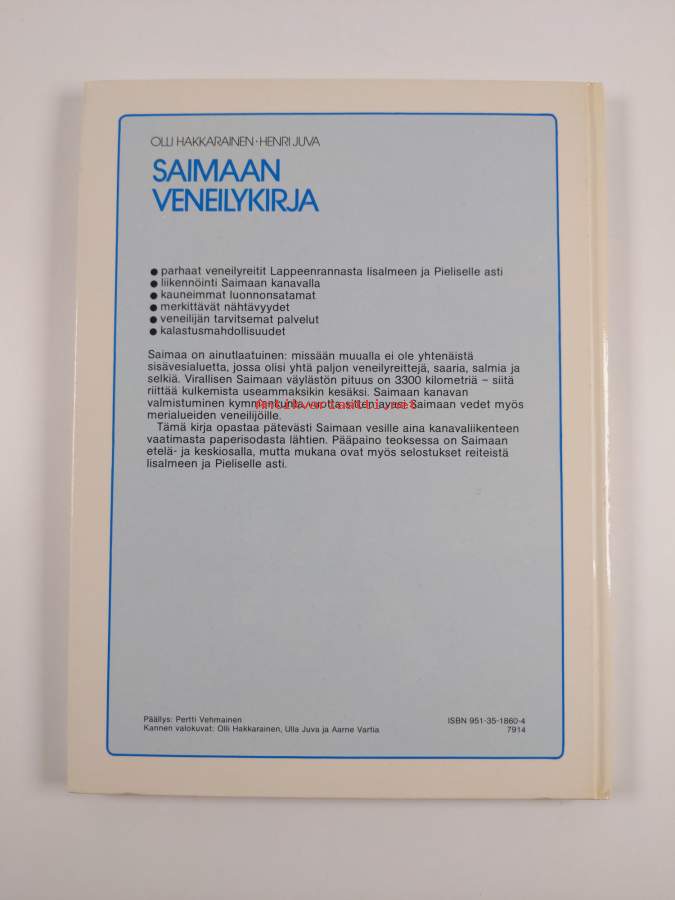 OLLI HAKKARAINEN • HENRI JUVA
SAIMAAN
VENEILYKIRJA
● parhaat veneilyreitit Lappeenrannasta Iisalmeen ja Pieliselle asti
● liikennöinti Saimaan kanavalla
● kauneimmat luonnonsatamat
● merkittävät nähtävyydet
● veneilijän tarvitsemat palvelut
● kalastusmahdollisuudet
Saimaa on ainutlaatuinen: missään muualla ei ole yhtenäistä
sisävesialuetta, jossa olisi yhtä paljon veneilyreittejä, saaria, salmia ja
selkiä. Virallisen Saimaan väylästön pituus on 3300 kilometriä – siitä
riittää kulkemista useammaksikin kesäksi. Saimaan kanavan
valmistuminen kymmenkunta vuotta sitten avasi Saimaan vedet myös
merialueiden veneilijöille.
Tämä kirja opastaa pätevästi Saimaan vesille aina kanavaliikenteen
vaatimasta paperisodasta lähtien. Pääpaino teoksessa on Saimaan
etelä- ja keskiosalla, mutta mukana ovat myös selostukset reiteistä
Iisalmeen ja Pieliselle asti.
Päällys: Pertti Vehmainen
Kannen valokuvat: Olli Hakkarainen, Ulla Juva ja Aarne Vartia
ISBN 951-35-1860-4
7914